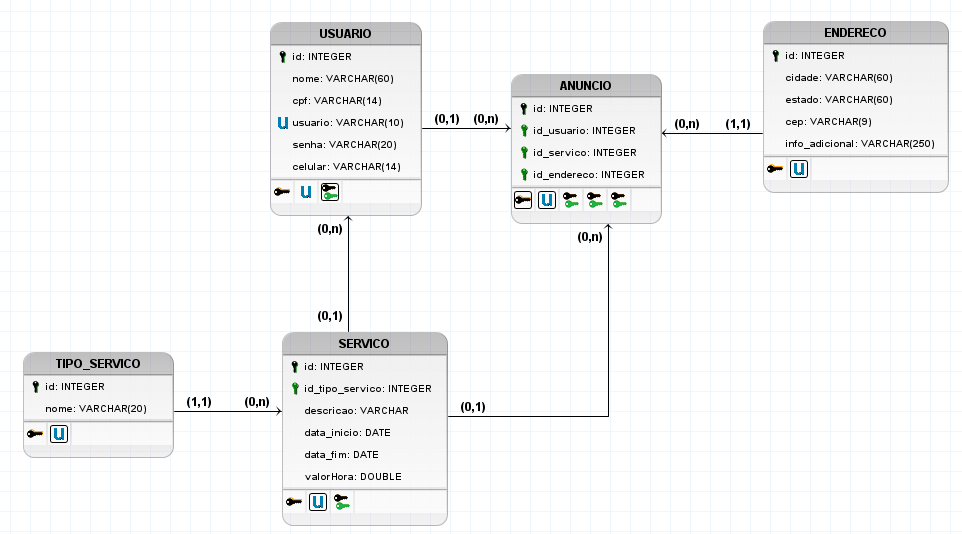 USUARIO
id: INTEGER
nome: VARCHAR(60)
cpf: VARCHAR(14)
U usuario: VARCHAR(10)
senha: VARCHAR(20)
celular: VARCHAR(14)
U
(0,1) (0,n)
ANUNCIO
id: INTEGER
id_usuario: INTEGER
id_servico: INTEGER
id_endereco: INTEGER
U
(0,n) (1,1)
ENDERECO
id: INTEGER
cidade: VARCHAR(60)
estado: VARCHAR(60)
cep: VARCHAR(9)
info_adicional: VARCHAR(250)
U
(0,n)
(0,1)
(0,n)
TIPO_SERVICO
id: INTEGER
nome: VARCHAR(20)
U
(1,1) (0,n)
SERVICO
id: INTEGER
id_tipo_servico: INTEGER
descricao: VARCHAR
data_inicio: DATE
data_fim: DATE
valorHora: DOUBLE
U
(0,1)